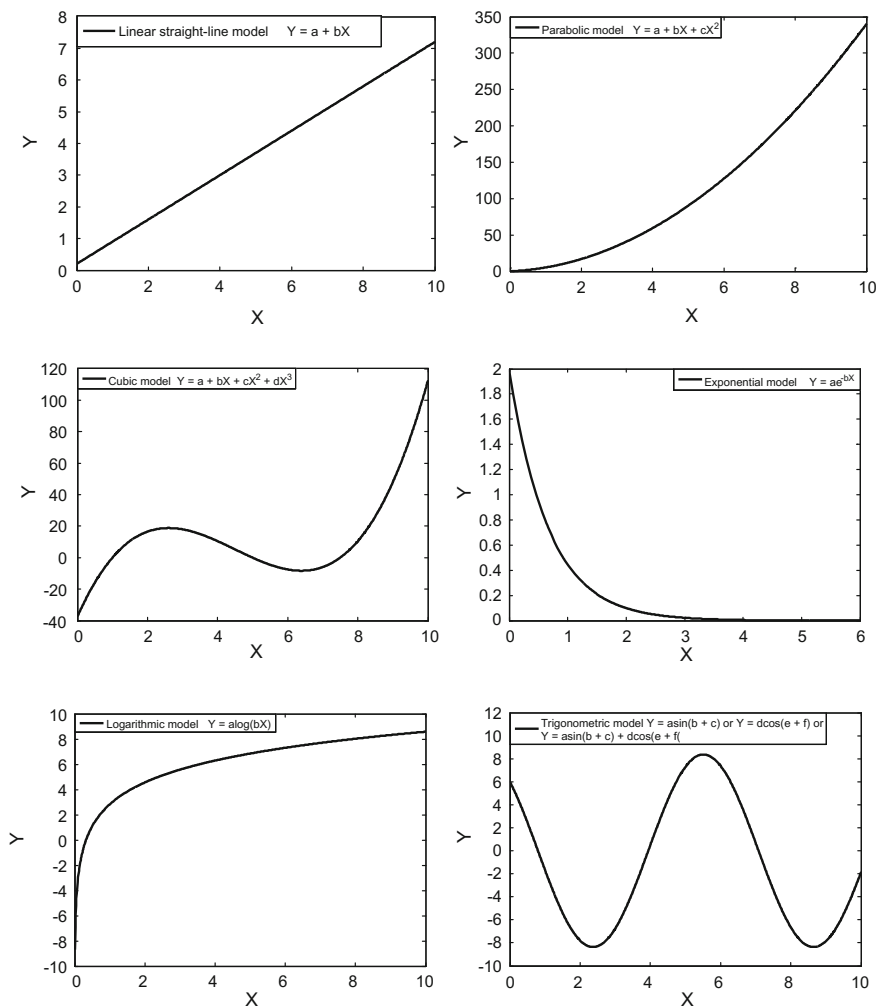 Linear straight-line model Y = a + bX
8
7
6
5
4
3
2
1
0
Y
0 2 4 6 8 10
X
Parabolic model Y = a + bX + cX²
350
300
250
200
150
100
50
0
Y
0 2 4 6 8 10
X
Cubic model Y = a + bX + cX² + dX³
120
100
80
60
40
20
0
-20
-40
Y
0 2 4 6 8 10
X
Exponential model Y = ae⁻ᵇˣ
2
1.8
1.6
1.4
1.2
1
0.8
0.6
0.4
0.2
0
Y
0 1 2 3 4 5 6
X
Logarithmic model Y = alog(bX)
10
8
6
4
2
0
-2
-4
-6
-8
-10
Y
0 2 4 6 8 10
X
Trigonometric model Y = asin(b + c) or Y = dcos(e + f) or
Y = asin(b + c) + dcos(e + f(
12
10
8
6
4
2
0
-2
-4
-6
-8
-10
Y
0 2 4 6 8 10
X